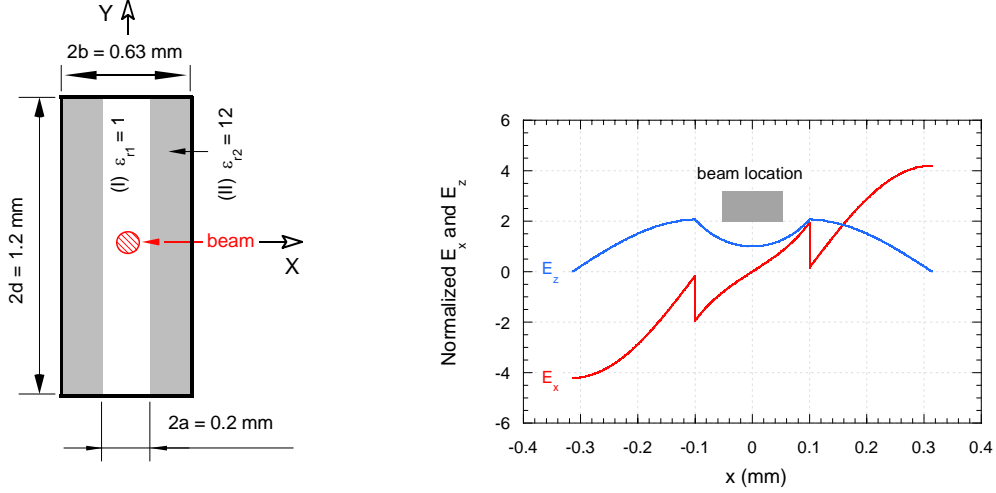 Y
2b = 0.63 mm
(I) ε_r1 = 1
(II) ε_r2 = 12
2d = 1.2 mm
beam
X
2a = 0.2 mm
Normalized E_x and E_z
6
4
2
0
-2
-4
-6
beam location
E_z
E_x
-0.4
-0.3
-0.2
-0.1
0
0.1
0.2
0.3
0.4
x (mm)